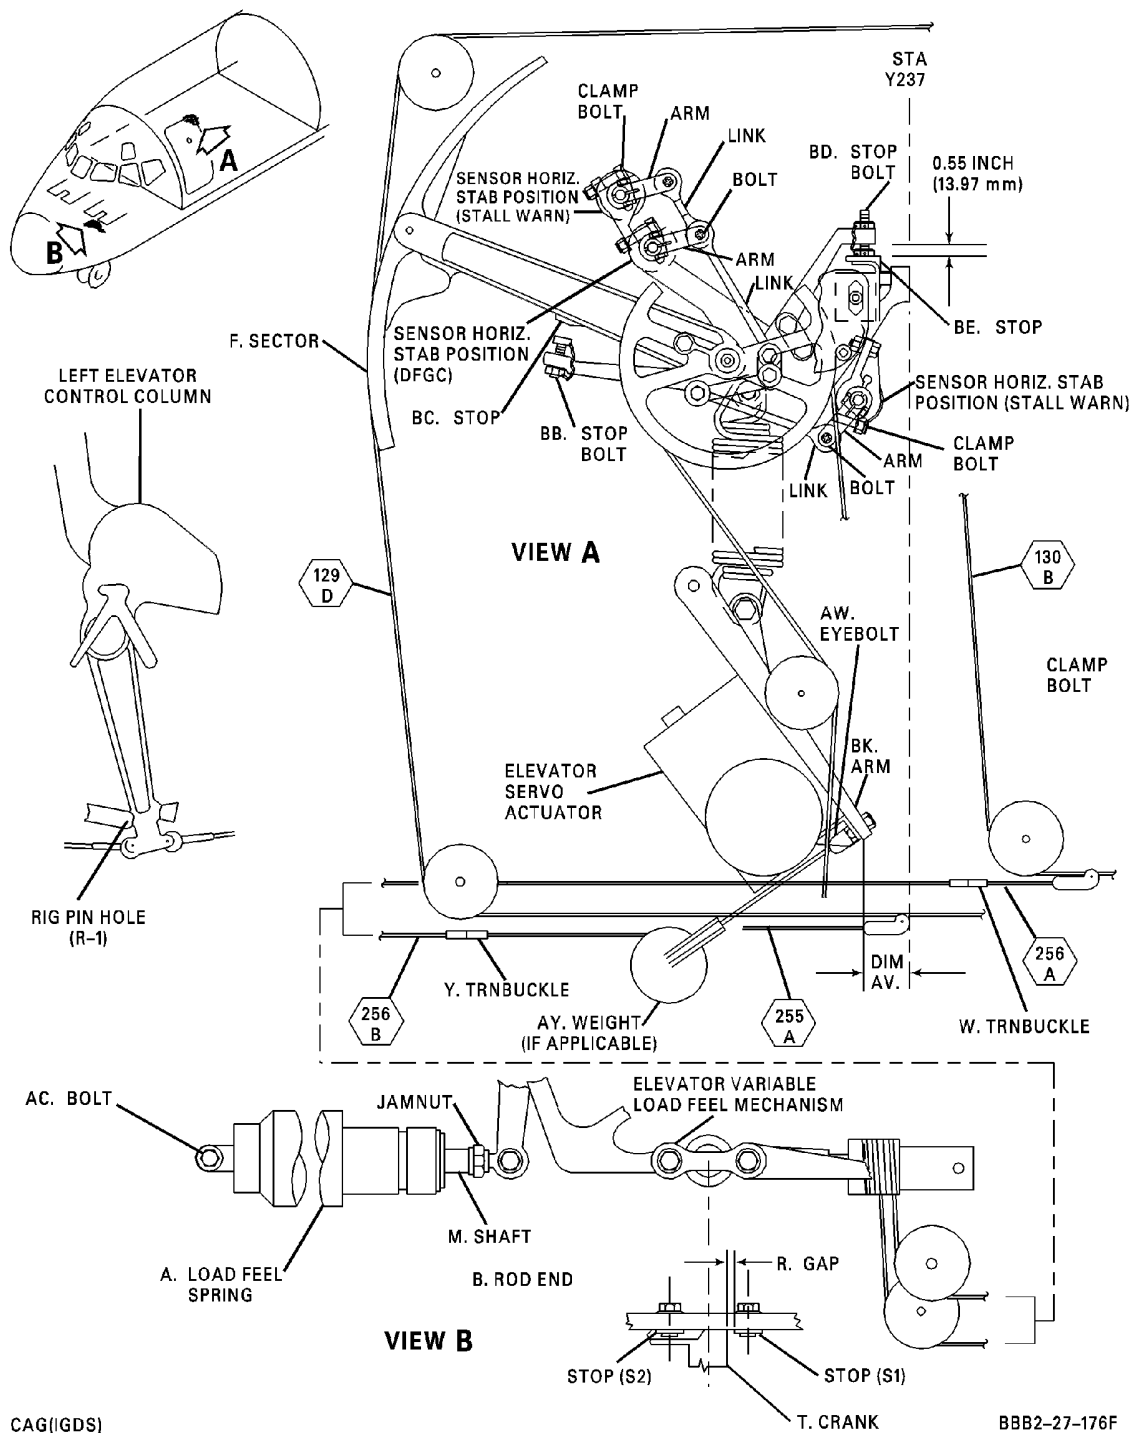 STA
Y237
CLAMP
BOLT
ARM
LINK
BOLT
BD. STOP
BOLT
0.55 INCH
(13.97 mm)
A
B
SENSOR HORIZ.
STAB POSITION
(STALL WARN)
ARM
LINK
F. SECTOR
SENSOR HORIZ.
STAB POSITION
(DFGC)
BE. STOP
LEFT ELEVATOR
CONTROL COLUMN
BC. STOP
BB. STOP
BOLT
SENSOR HORIZ. STAB
POSITION (STALL WARN)
CLAMP
BOLT
ARM
LINK
BOLT
VIEW A
129
D
130
B
AW.
EYEBOLT
CLAMP
BOLT
BK.
ARM
ELEVATOR
SERVO
ACTUATOR
RIG PIN HOLE
(R-1)
Y. TRNBUCKLE
256
B
AY. WEIGHT
(IF APPLICABLE)
255
A
DIM
AV.
256
A
W. TRNBUCKLE
AC. BOLT
JAMNUT
ELEVATOR VARIABLE
LOAD FEEL MECHANISM
M. SHAFT
A. LOAD FEEL
SPRING
B. ROD END
R. GAP
VIEW B
STOP (S2)
STOP (S1)
T. CRANK
CAG(IGDS)
BBB2-27-176F